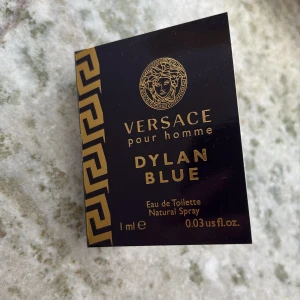 VERSACE
pour homme
DYLAN
BLUE
Eau de Toilette
Natural Spray
1 ml ℮ 0.03 us fl.oz.